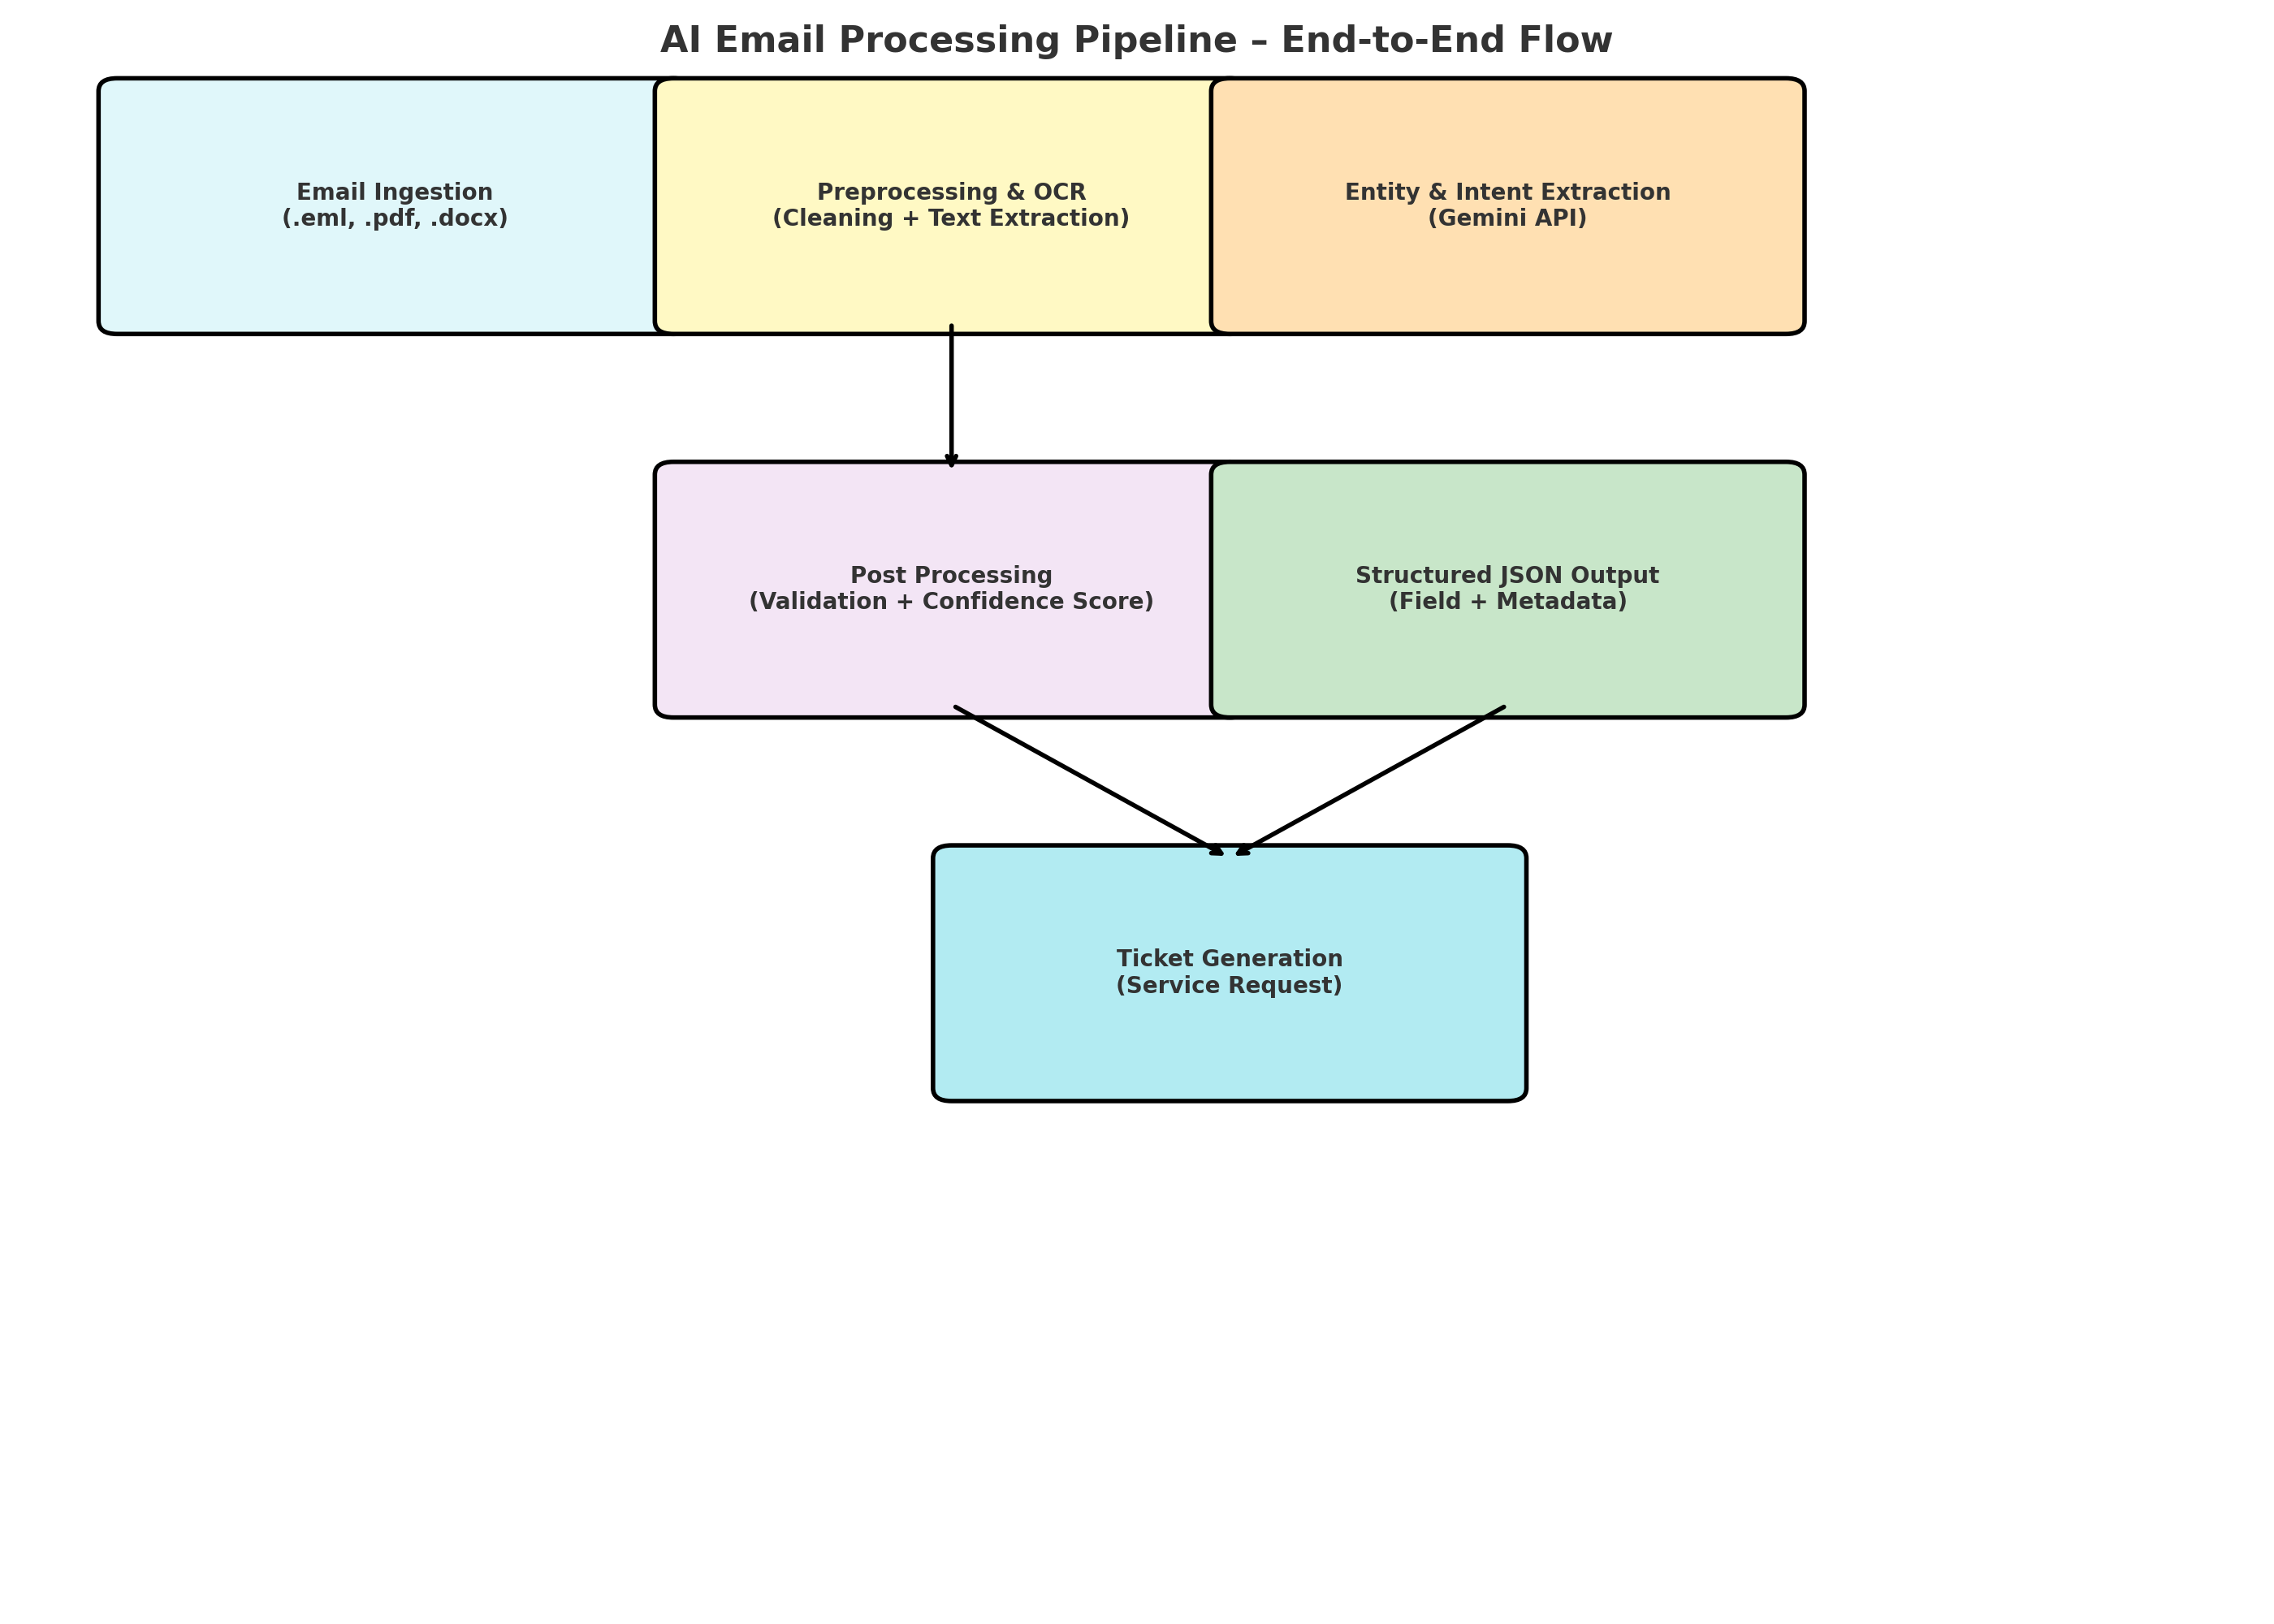 AI Email Processing Pipeline – End-to-End Flow
Email Ingestion
(.eml, .pdf, .docx)
Preprocessing & OCR
(Cleaning + Text Extraction)
Entity & Intent Extraction
(Gemini API)
Post Processing
(Validation + Confidence Score)
Structured JSON Output
(Field + Metadata)
Ticket Generation
(Service Request)